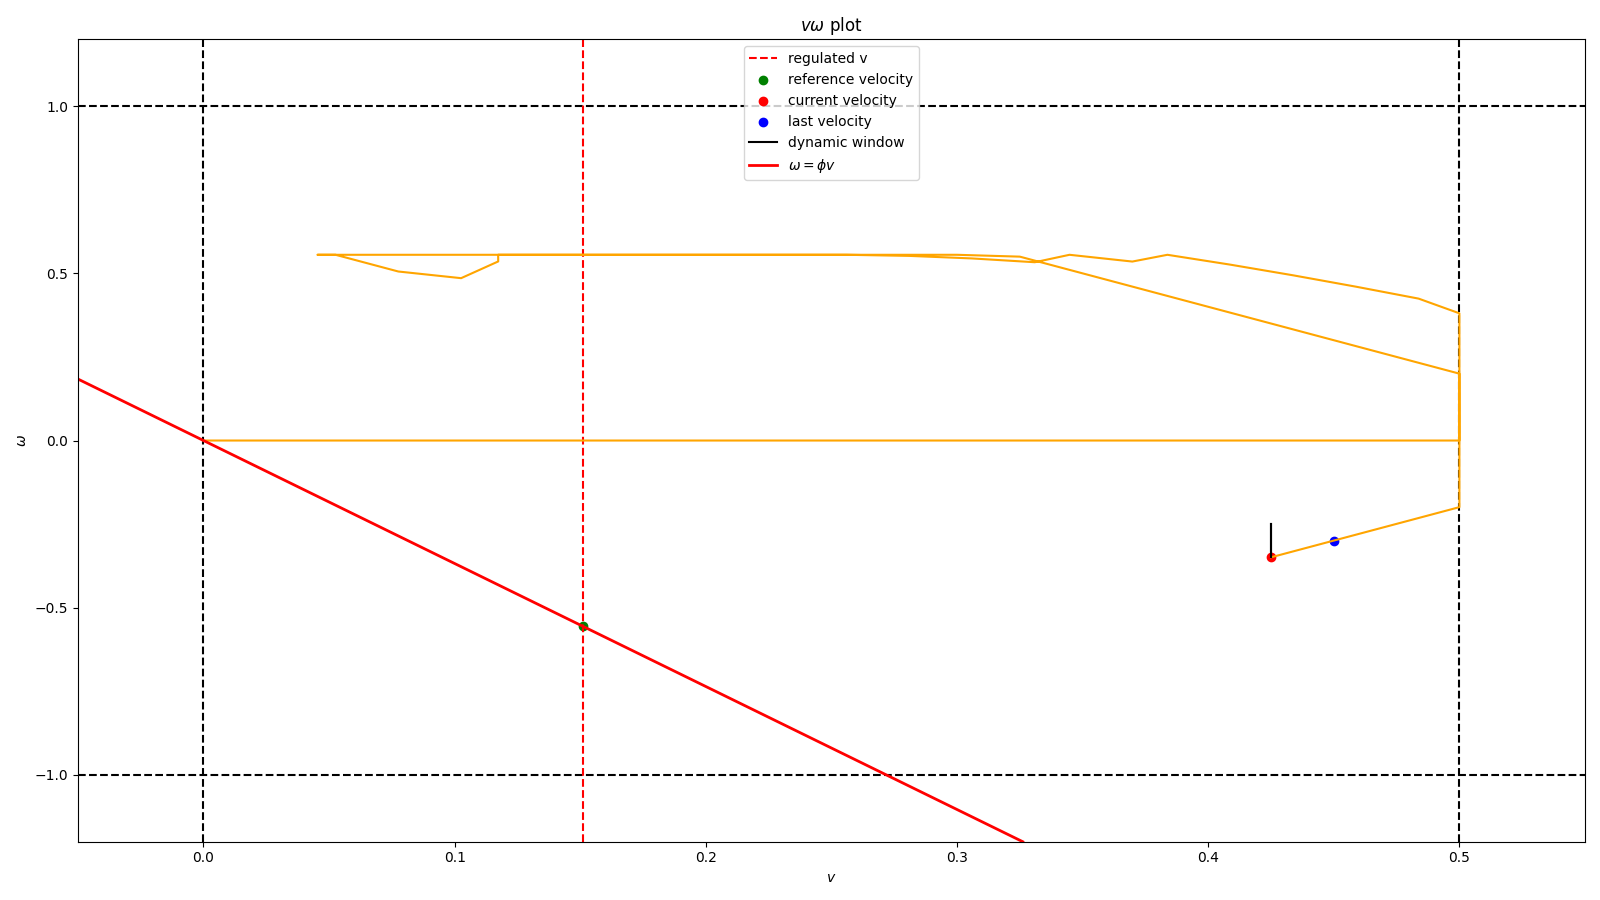 vω plot
regulated v
reference velocity
current velocity
last velocity
dynamic window
ω = ϕv
1.0
0.5
0.0
−0.5
−1.0
ω
0.0 0.1 0.2 0.3 0.4 0.5
v